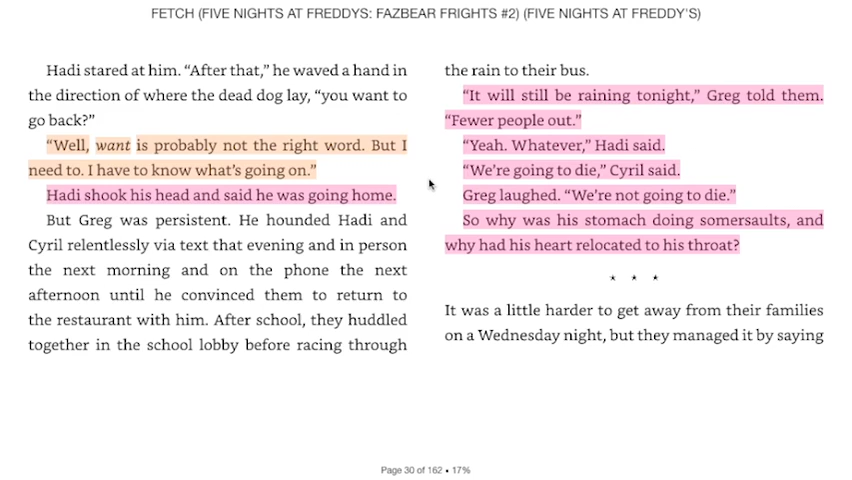 FETCH (FIVE NIGHTS AT FREDDYS: FAZBEAR FRIGHTS #2) (FIVE NIGHTS AT FREDDY'S)
Hadi stared at him. “After that,” he waved a hand in
the direction of where the dead dog lay, “you want to
go back?”
“Well, want is probably not the right word. But I
need to. I have to know what’s going on.”
Hadi shook his head and said he was going home.
But Greg was persistent. He hounded Hadi and
Cyril relentlessly via text that evening and in person
the next morning and on the phone the next
afternoon until he convinced them to return to
the restaurant with him. After school, they huddled
together in the school lobby before racing through
the rain to their bus.
“It will still be raining tonight,” Greg told them.
“Fewer people out.”
“Yeah. Whatever,” Hadi said.
“We’re going to die,” Cyril said.
Greg laughed. “We’re not going to die.”
So why was his stomach doing somersaults, and
why had his heart relocated to his throat?
* * *
It was a little harder to get away from their families
on a Wednesday night, but they managed it by saying
Page 30 of 162 • 17%